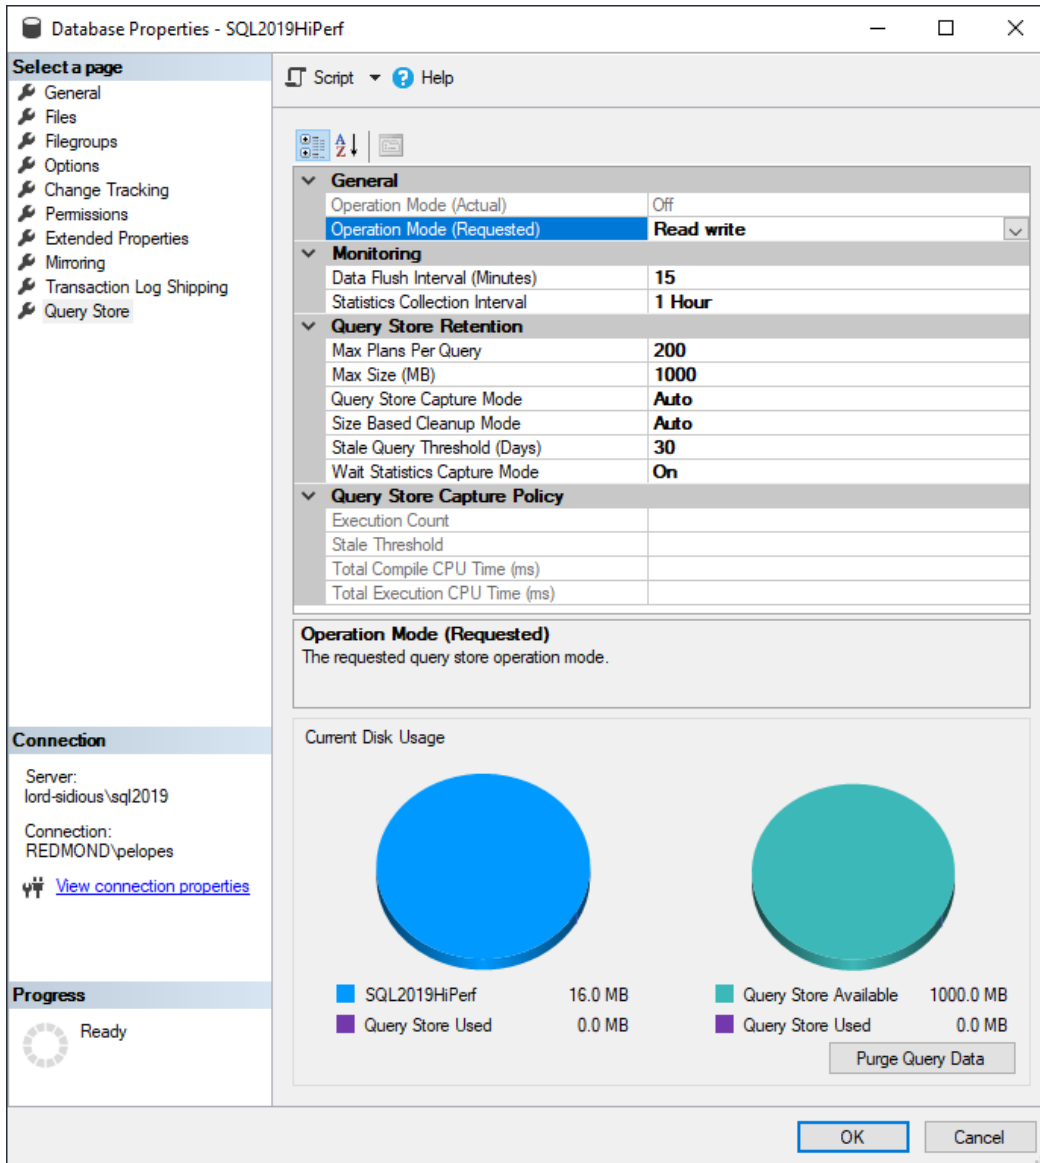 Database Properties - SQL2019HiPerf
Select a page
General
Files
Filegroups
Options
Change Tracking
Permissions
Extended Properties
Mirroring
Transaction Log Shipping
Query Store
Connection
Server:
lord-sidious\sql2019
Connection:
REDMOND\pelopes
View connection properties
Progress
Ready
Script Help
General
Operation Mode (Actual) Off
Operation Mode (Requested) Read write
Monitoring
Data Flush Interval (Minutes) 15
Statistics Collection Interval 1 Hour
Query Store Retention
Max Plans Per Query 200
Max Size (MB) 1000
Query Store Capture Mode Auto
Size Based Cleanup Mode Auto
Stale Query Threshold (Days) 30
Wait Statistics Capture Mode On
Query Store Capture Policy
Execution Count
Stale Threshold
Total Compile CPU Time (ms)
Total Execution CPU Time (ms)
Operation Mode (Requested)
The requested query store operation mode.
Current Disk Usage
SQL2019HiPerf 16.0 MB
Query Store Used 0.0 MB
Query Store Available 1000.0 MB
Query Store Used 0.0 MB
Purge Query Data
OK Cancel